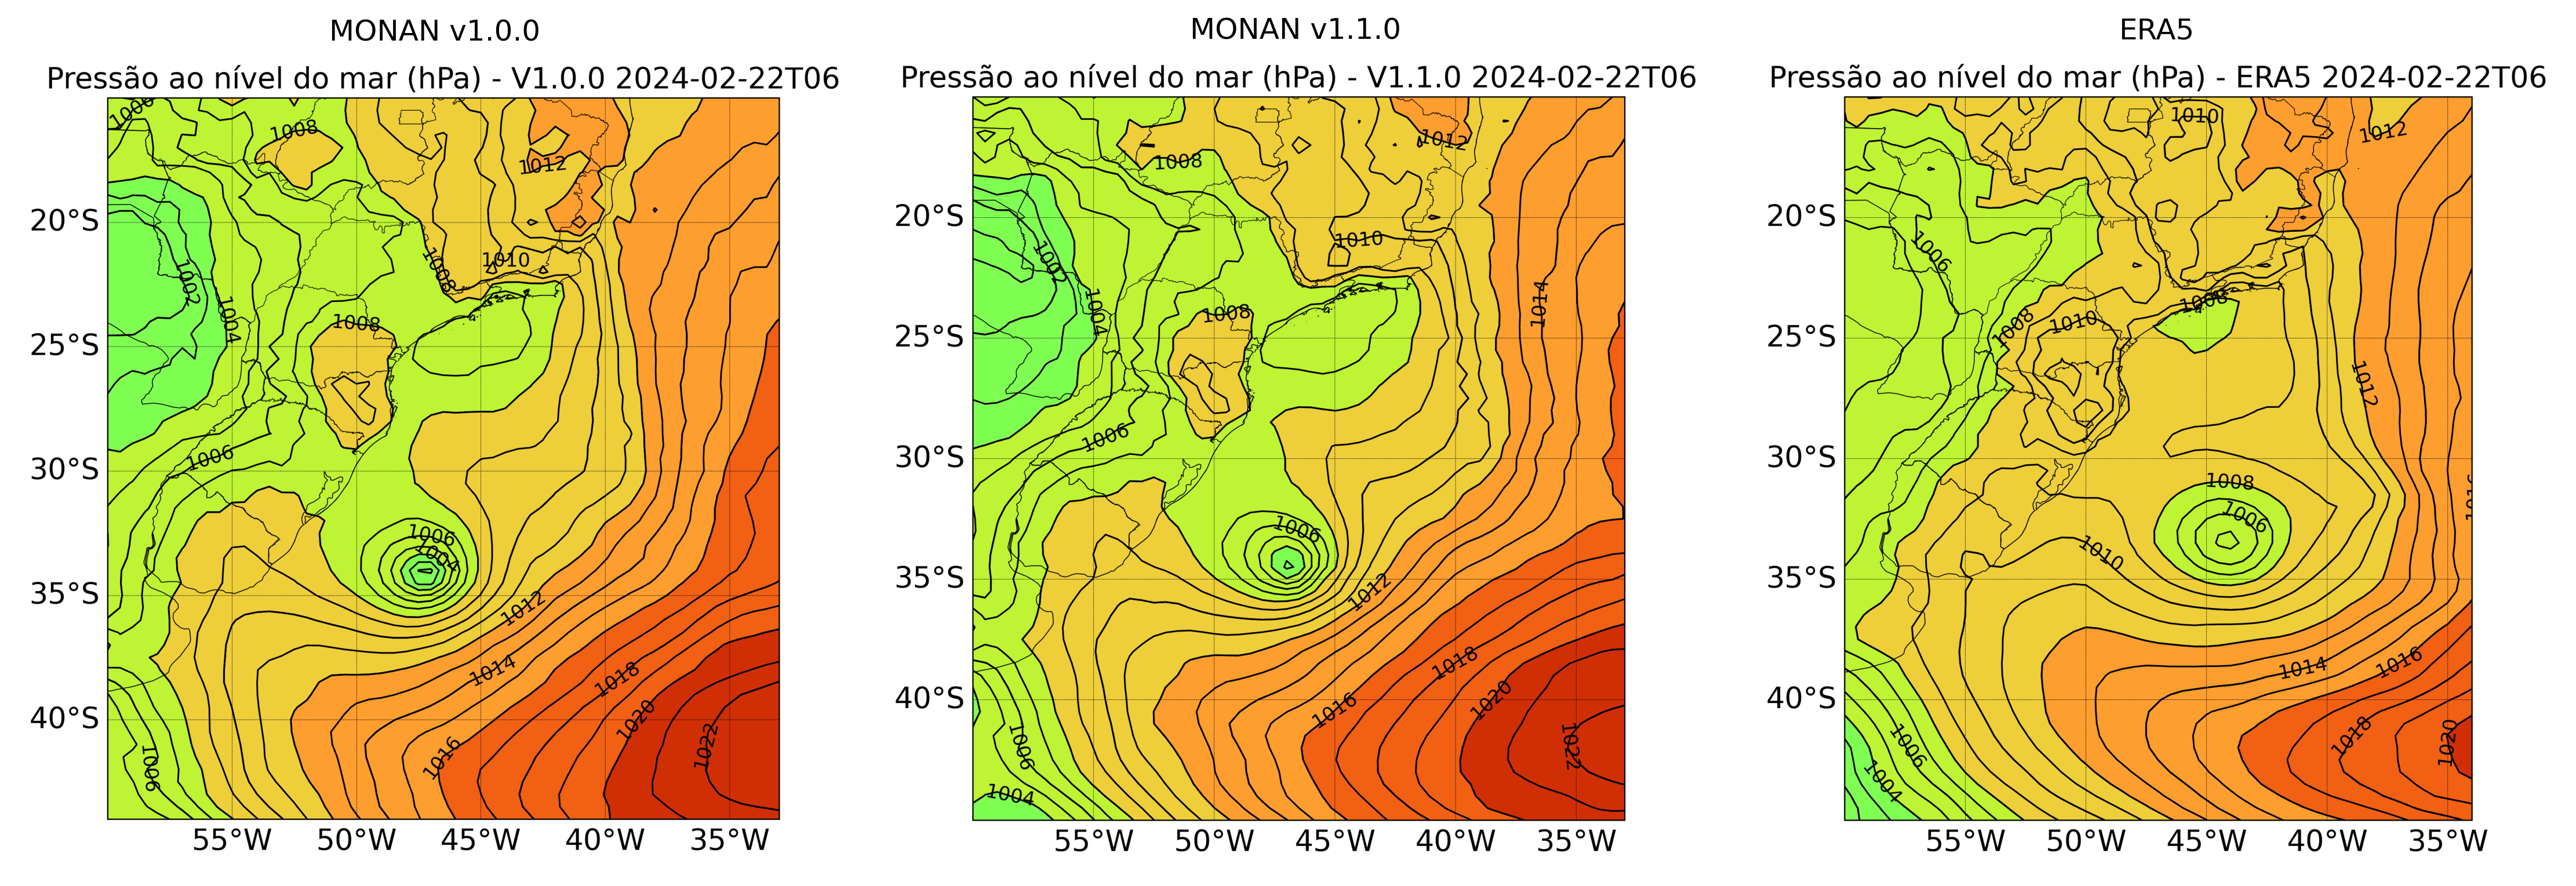 MONAN v1.0.0
Pressão ao nível do mar (hPa) - V1.0.0 2024-02-22T06
1006
1008
1012
20°S
1008
1010
1002
1004
1008
25°S
1006
30°S
1006
1004
35°S
1012
1014
1018
1020
40°S
1022
1016
1006
55°W 50°W 45°W 40°W 35°W
MONAN v1.1.0
Pressão ao nível do mar (hPa) - V1.1.0 2024-02-22T06
1012
1008
20°S
1010
1002
1004
1014
1008
25°S
1006
30°S
1006
35°S
1012
1018
1020
40°S
1016
1006
1022
1004
55°W 50°W 45°W 40°W 35°W
ERA5
Pressão ao nível do mar (hPa) - ERA5 2024-02-22T06
1010
1012
20°S
1006
1008
1008
1010
25°S
1012
30°S
1008
1016
1006
1010
35°S
1014
1016
40°S
1018
1020
1006
1004
55°W 50°W 45°W 40°W 35°W